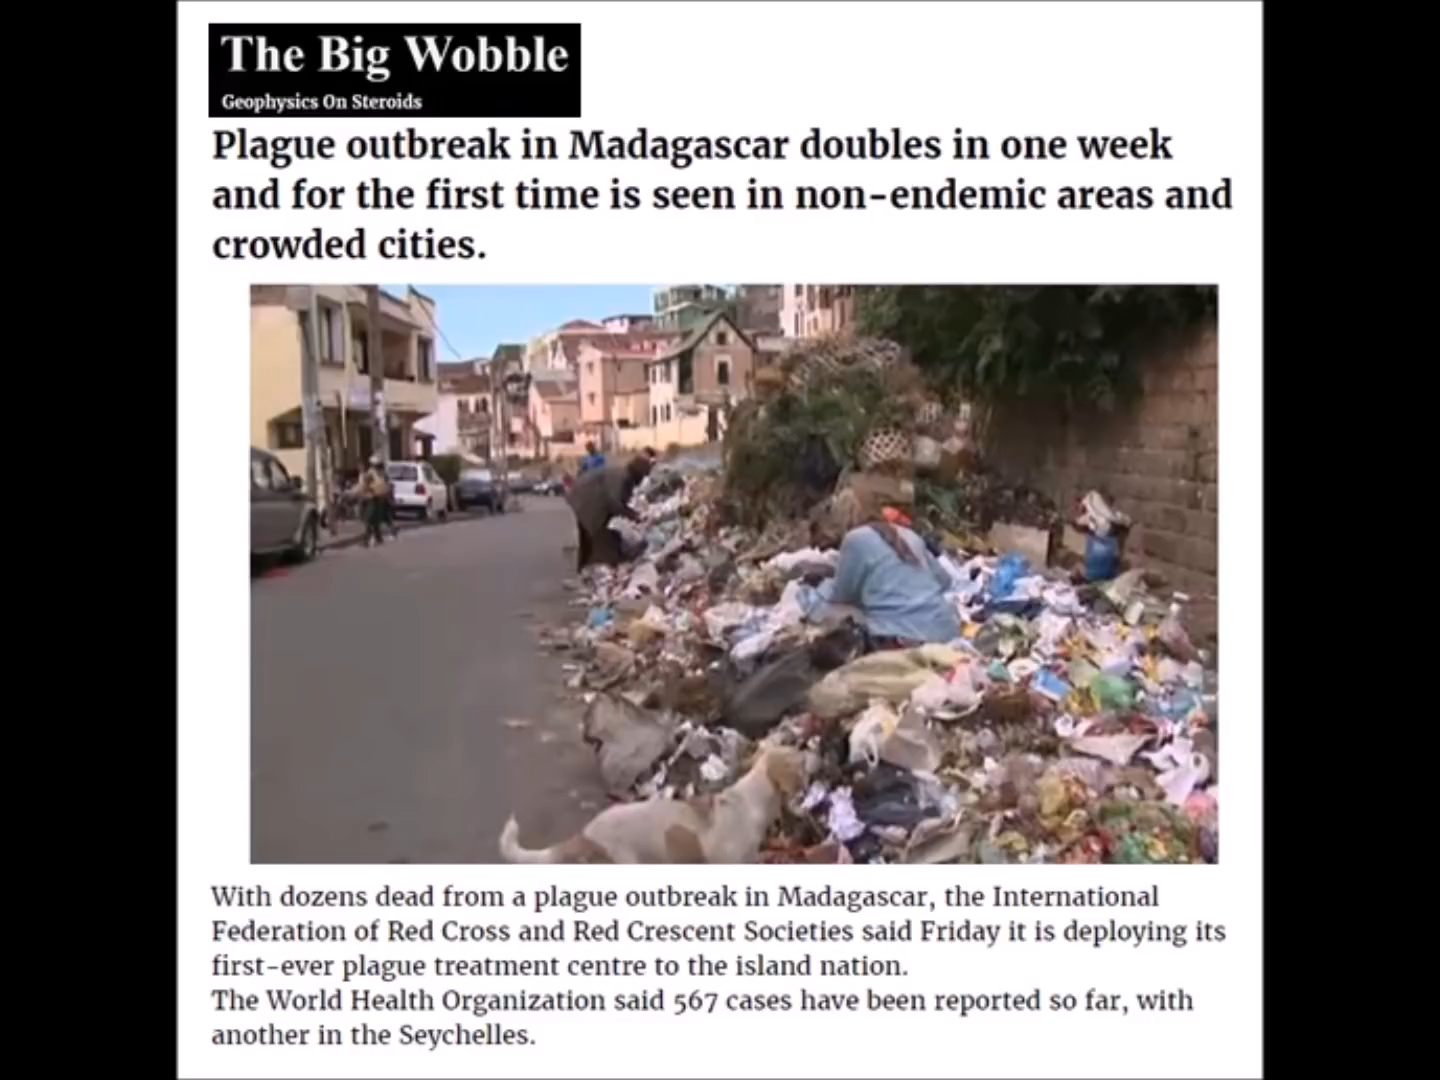 The Big Wobble
Geophysics On Steroids
Plague outbreak in Madagascar doubles in one week
and for the first time is seen in non-endemic areas and
crowded cities.
With dozens dead from a plague outbreak in Madagascar, the International
Federation of Red Cross and Red Crescent Societies said Friday it is deploying its
first-ever plague treatment centre to the island nation.
The World Health Organization said 567 cases have been reported so far, with
another in the Seychelles.